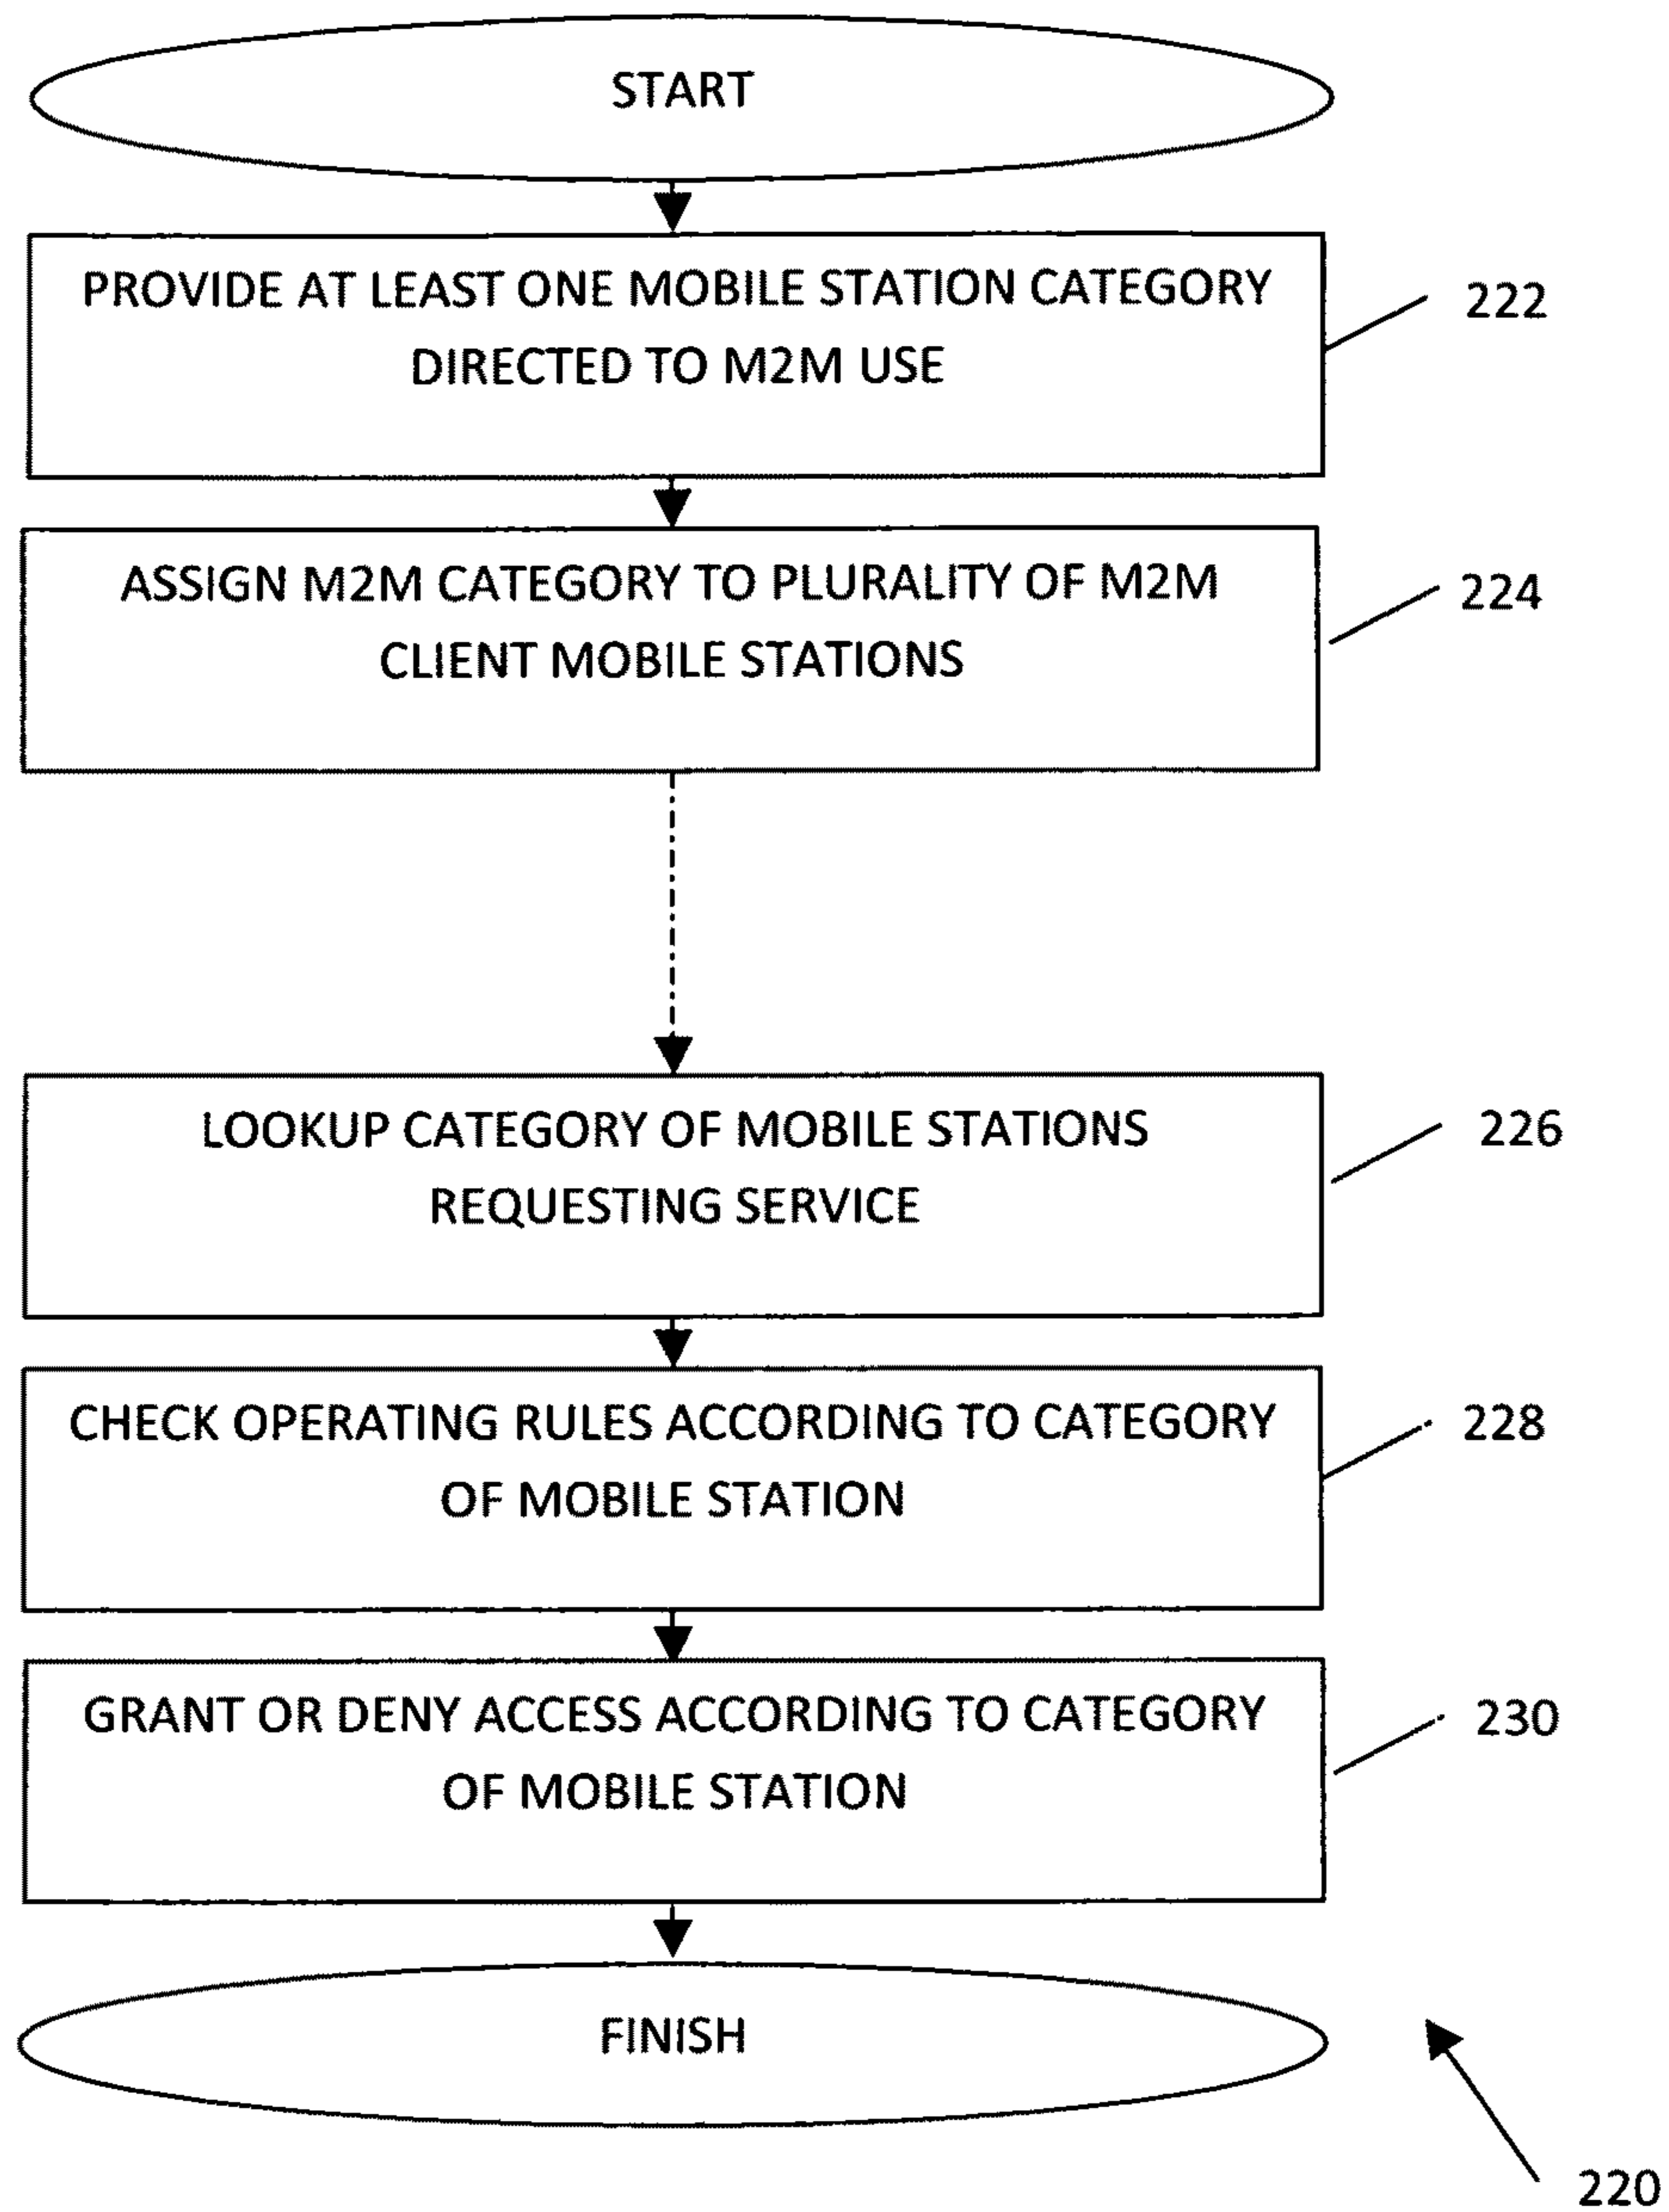 START
PROVIDE AT LEAST ONE MOBILE STATION CATEGORY
DIRECTED TO M2M USE
222
ASSIGN M2M CATEGORY TO PLURALITY OF M2M
CLIENT MOBILE STATIONS
224
LOOKUP CATEGORY OF MOBILE STATIONS
REQUESTING SERVICE
226
CHECK OPERATING RULES ACCORDING TO CATEGORY
OF MOBILE STATION
228
GRANT OR DENY ACCESS ACCORDING TO CATEGORY
OF MOBILE STATION
230
FINISH
220